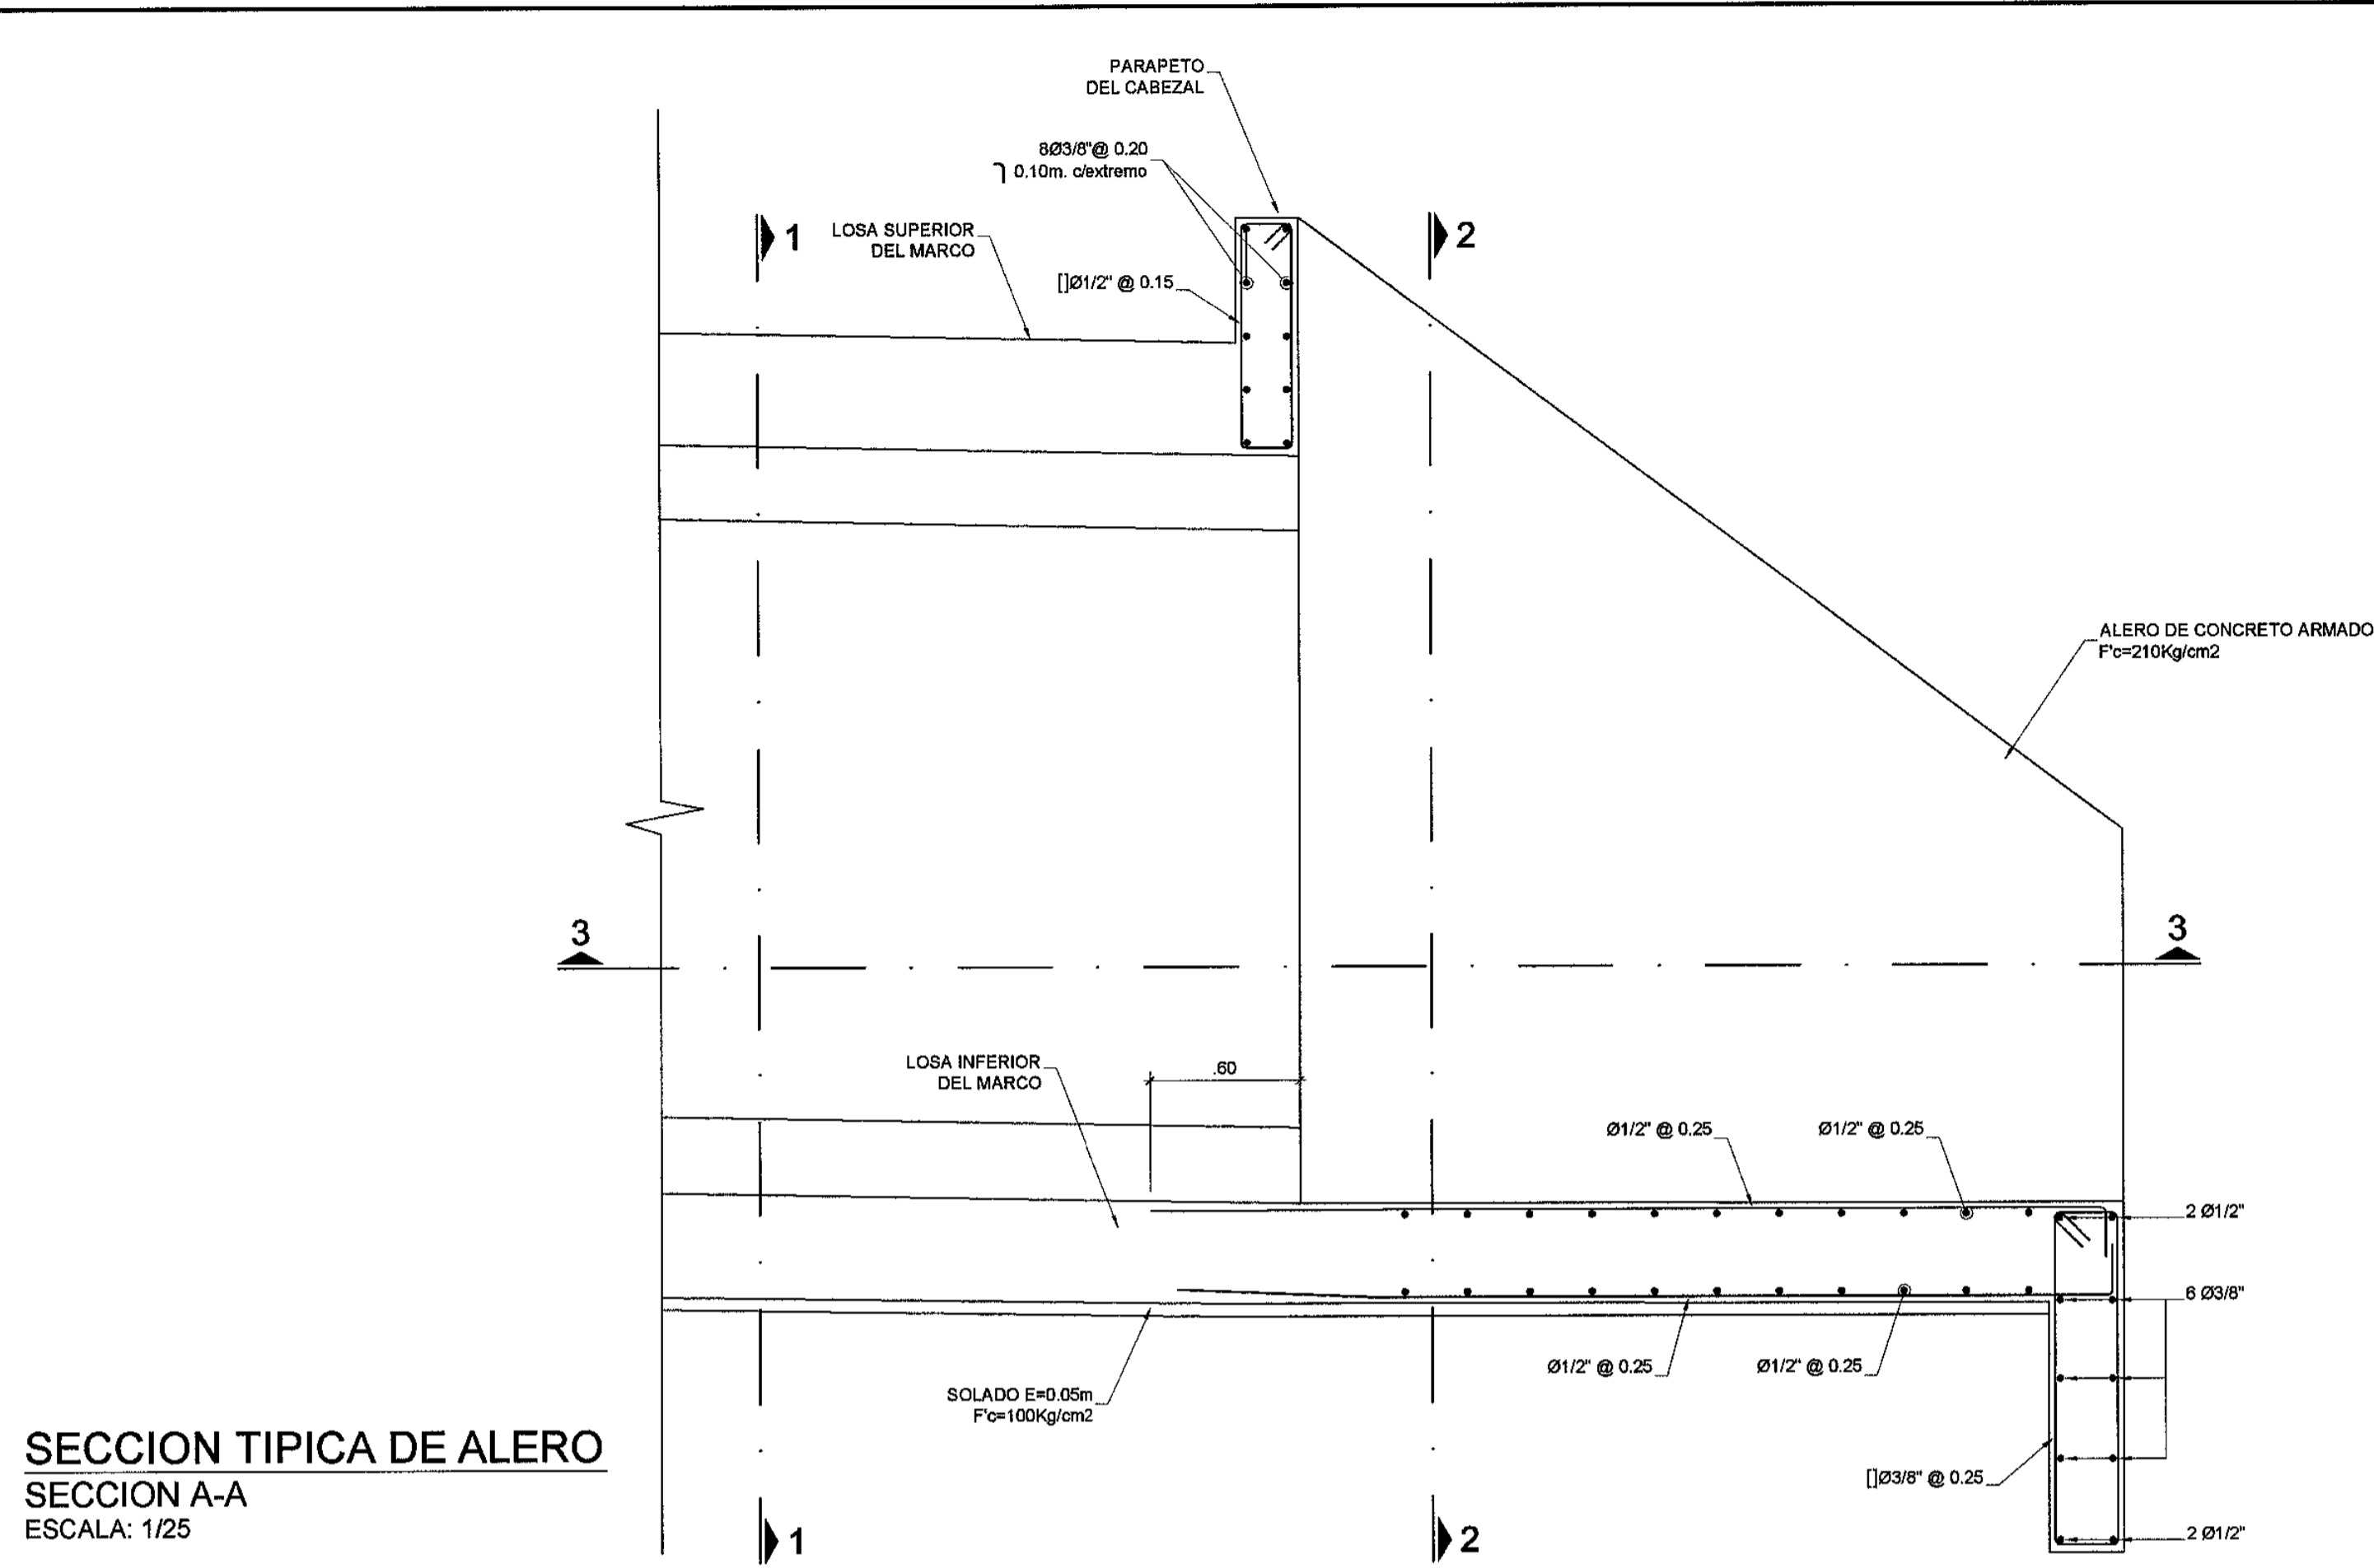 PARAPETO
DEL CABEZAL
8Ø3/8"@ 0.20
0.10m. c/extremo
1
LOSA SUPERIOR
DEL MARCO
2
[]Ø1/2" @ 0.15
ALERO DE CONCRETO ARMADO
F'c=210Kg/cm2
3
3
LOSA INFERIOR
DEL MARCO
.60
Ø1/2" @ 0.25
Ø1/2" @ 0.25
2 Ø1/2"
6 Ø3/8"
Ø1/2" @ 0.25
Ø1/2" @ 0.25
SOLADO E=0.05m
F'c=100Kg/cm2
[]Ø3/8" @ 0.25
2 Ø1/2"
SECCION TIPICA DE ALERO
SECCION A-A
ESCALA: 1/25
1
2